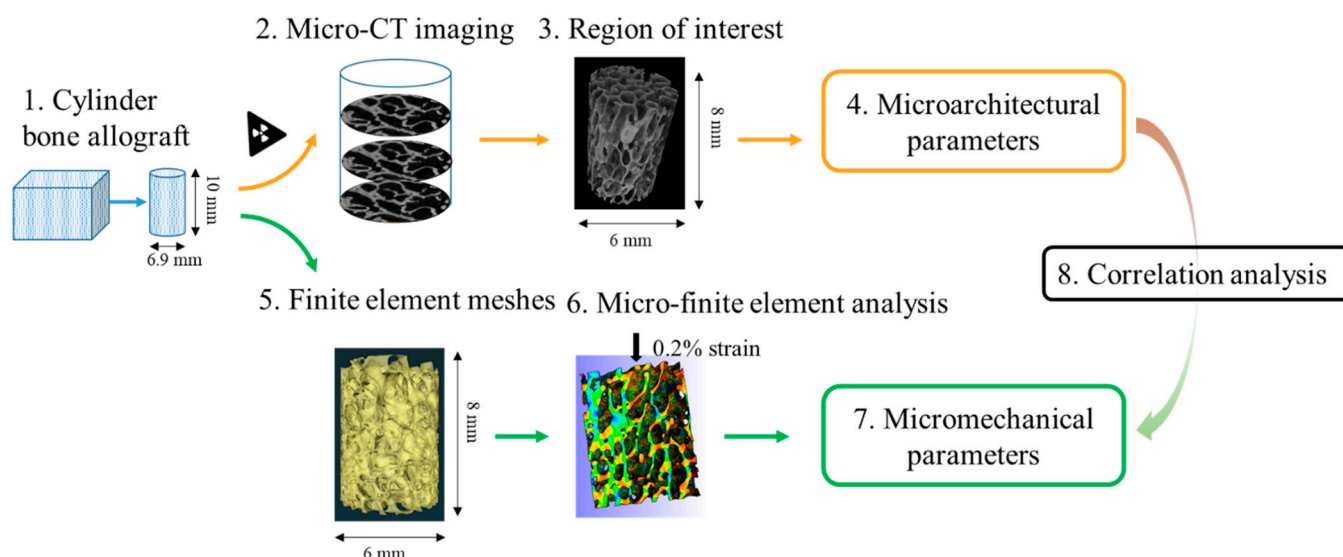 1. Cylinder
bone allograft
10 mm
6.9 mm
2. Micro-CT imaging
3. Region of interest
8 mm
6 mm
4. Microarchitectural
parameters
5. Finite element meshes
8 mm
6 mm
6. Micro-finite element analysis
0.2% strain
7. Micromechanical
parameters
8. Correlation analysis